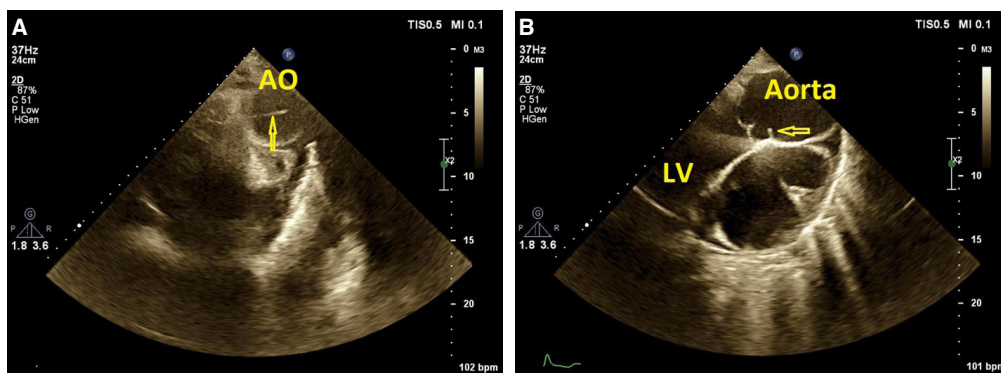 A
TIS0.5 MI 0.1
37Hz
24cm
2D
87%
C 51
P Low
HGen
P
AO
0 M3
5
X2
10
G
P R
1.8 3.6
15
20
102 bpm
B
TIS0.5 MI 0.1
37Hz
24cm
2D
87%
C 51
P Low
HGen
P
Aorta
LV
0 M3
5
X2
10
G
P R
1.8 3.6
15
20
101 bpm